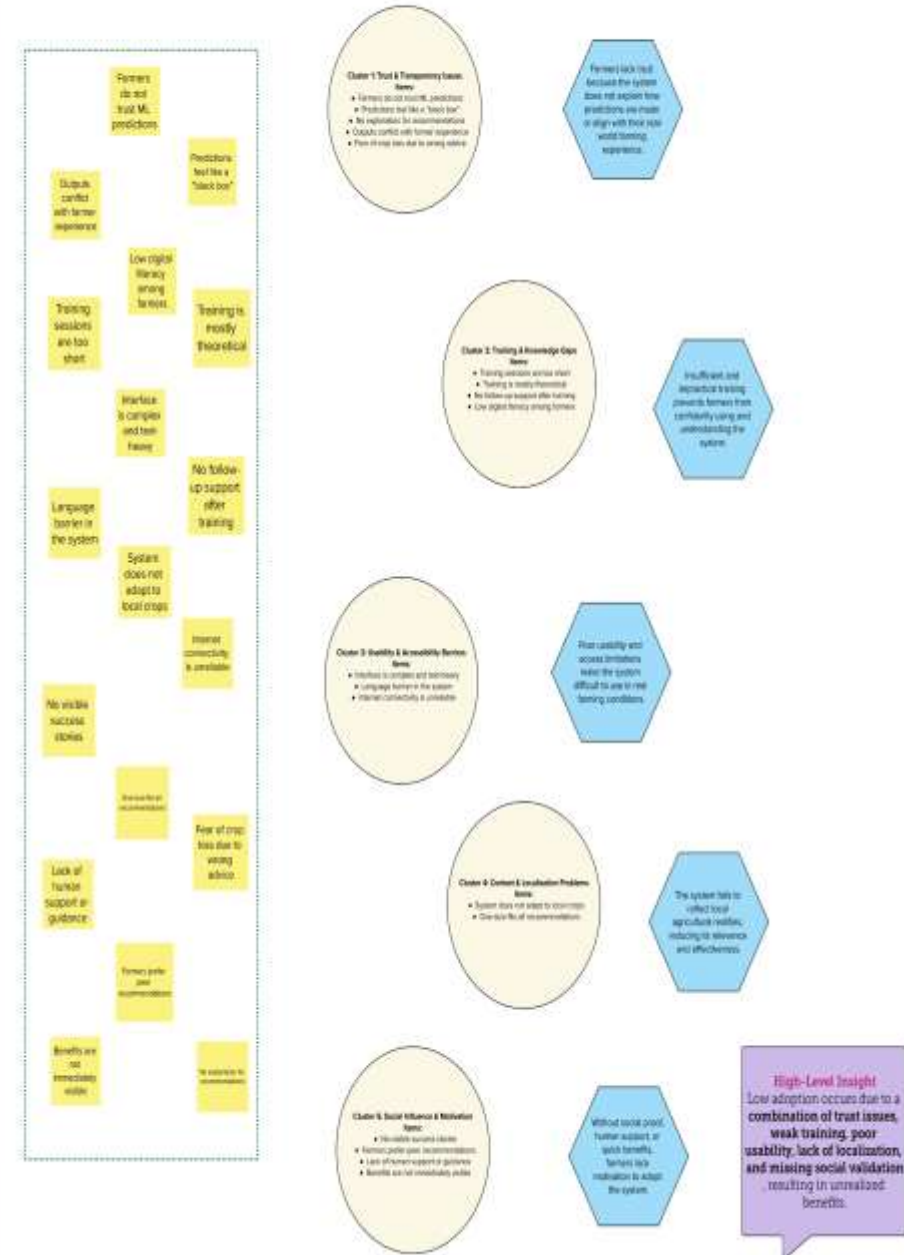 Farmers
do not
trust ML
predictions
Predictions
feel like a
"black box"
Outputs
conflict
with farmer
experience
Low digital
literacy
among
farmers
Training
sessions
are too
short
Training is
mostly
theoretical
Interface
is complex
and text-
heavy
No follow-
up support
after
training
Language
barrier in
the system
System
does not
adapt to
local crops
Internet
connectivity
is unreliable
No visible
success
stories
One-size-fits-all
recommendations
Fear of crop
loss due to
wrong
advice
Lack of
human
support or
guidance
Farmers prefer
peer
recommendations
Benefits are
not
immediately
visible
No explanation for
recommendations
Cluster 1: Trust & Transparency Issues
Items:
• Farmers do not trust ML predictions
• Predictions feel like a "black box"
• No explanation for recommendations
• Outputs conflict with farmer experience
• Fear of crop loss due to wrong advice
Farmers lack trust
because the system
does not explain how
predictions are made
or align with their real-
world farming
experience.
Cluster 2: Training & Knowledge Gaps
Items:
• Training sessions are too short
• Training is mostly theoretical
• No follow-up support after training
• Low digital literacy among farmers
Insufficient and
impractical training
prevents farmers from
confidently using and
understanding the
system.
Cluster 3: Usability & Accessibility Barriers
Items:
• Interface is complex and text-heavy
• Language barrier in the system
• Internet connectivity is unreliable
Poor usability and
access limitations
make the system
difficult to use in real
farming conditions.
Cluster 4: Content & Localization Problems
Items:
• System does not adapt to local crops
• One-size-fits-all recommendations
The system fails to
reflect local
agricultural realities,
reducing its relevance
and effectiveness.
Cluster 5: Social Influence & Motivation
Items:
• No visible success stories
• Farmers prefer peer recommendations
• Lack of human support or guidance
• Benefits are not immediately visible
Without social proof,
human support, or
quick benefits,
farmers lack
motivation to adopt
the system.
High-Level Insight
Low adoption occurs due to a
combination of trust issues,
weak training, poor
usability, lack of localization,
and missing social validation
, resulting in unrealized
benefits.